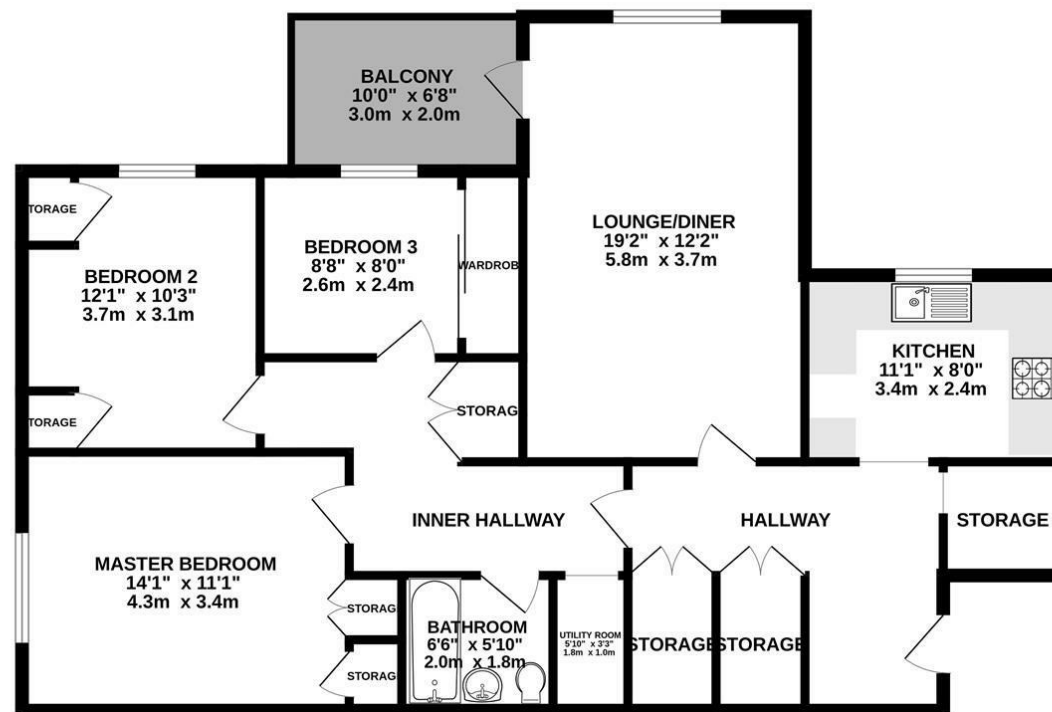 BALCONY
10'0" x 6'8"
3.0m x 2.0m
LOUNGE/DINER
19'2" x 12'2"
5.8m x 3.7m
TORAGE
BEDROOM 2
12'1" x 10'3"
3.7m x 3.1m
TORAGE
BEDROOM 3
8'8" x 8'0"
2.6m x 2.4m
WARDROB
STORAG
KITCHEN
11'1" x 8'0"
3.4m x 2.4m
INNER HALLWAY
HALLWAY
STORAGE
MASTER BEDROOM
14'1" x 11'1"
4.3m x 3.4m
STORAG
STORAG
BATHROOM
6'6" x 5'10"
2.0m x 1.8m
UTILITY ROOM
5'10" x 3'3"
1.8m x 1.0m
STORAGE
STORAGE